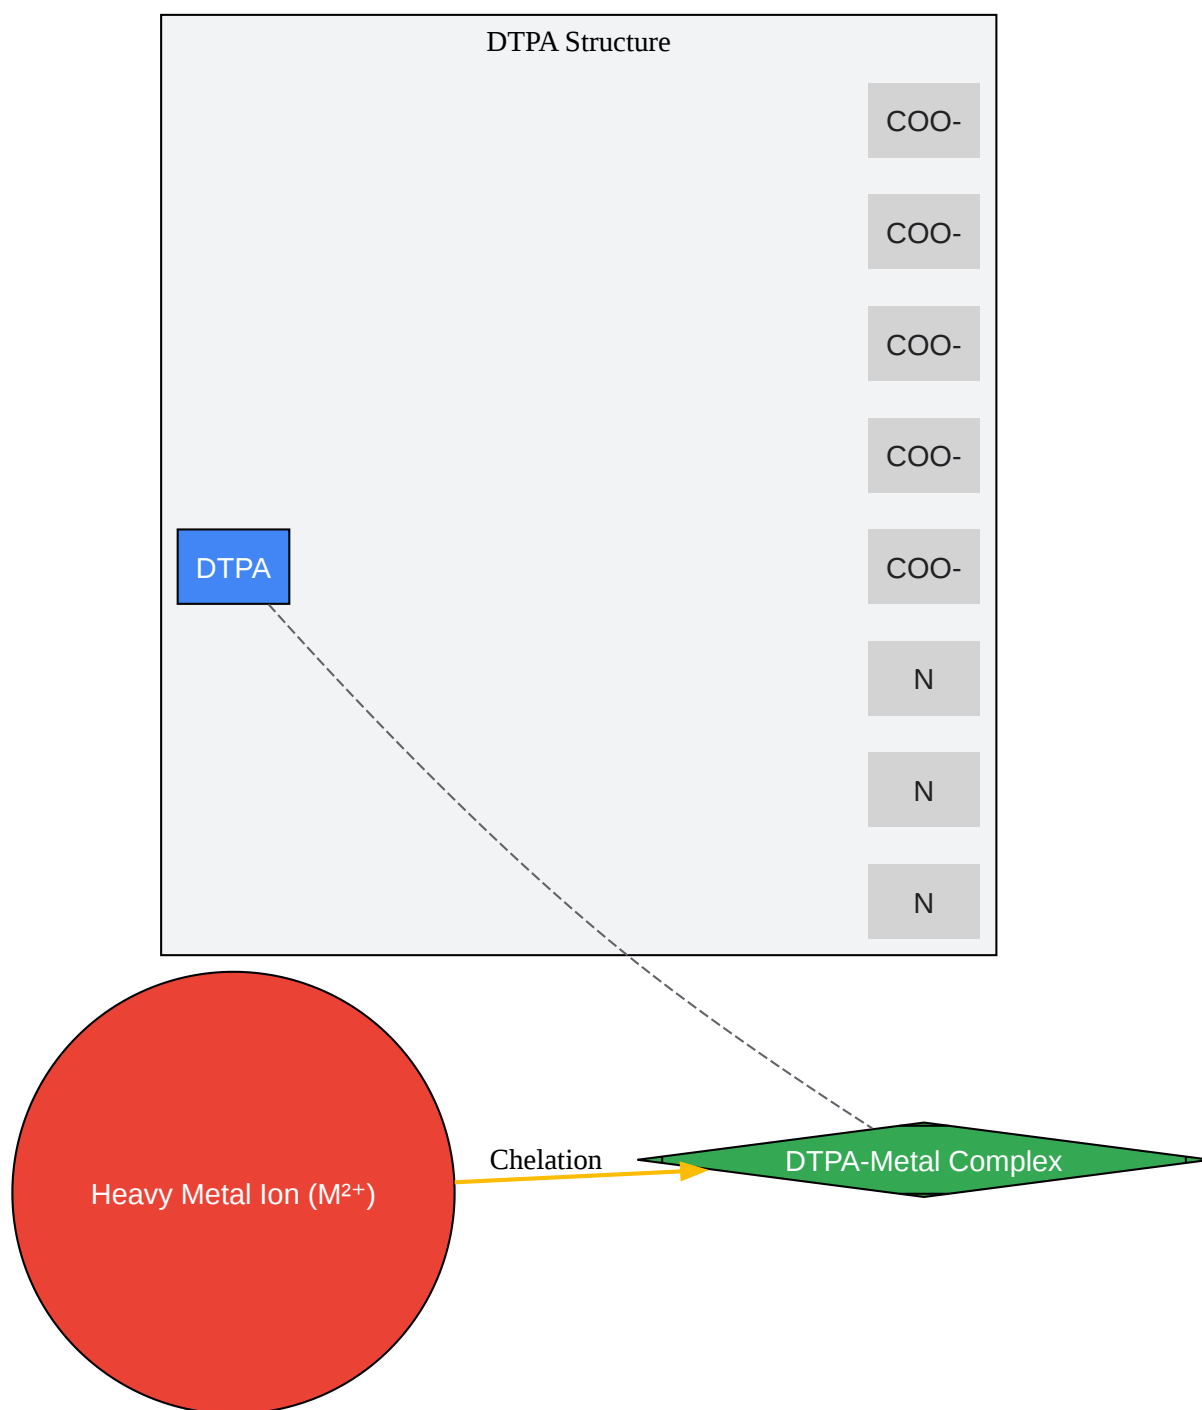 DTPA Structure
COO-
COO-
COO-
COO-
DTPA
COO-
N
N
N
Chelation
DTPA-Metal Complex
Heavy Metal Ion (M²⁺)